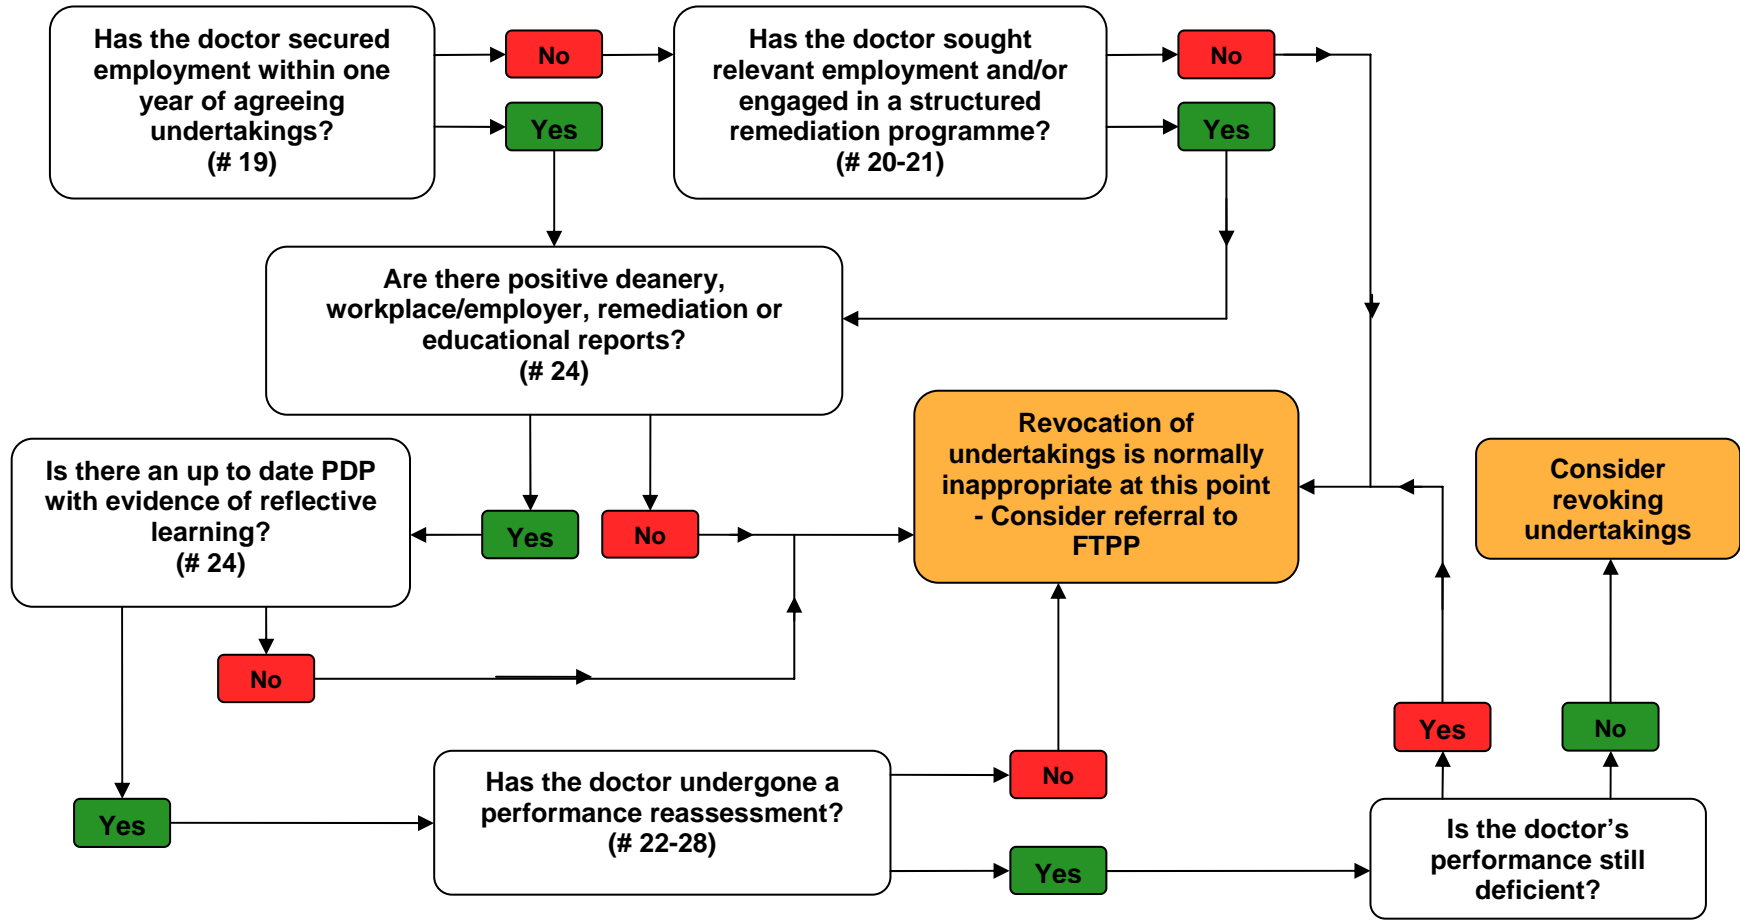 Has the doctor secured
employment within one
year of agreeing
undertakings?
(# 19)
No
Yes
Has the doctor sought
relevant employment and/or
engaged in a structured
remediation programme?
(# 20-21)
No
Yes
Are there positive deanery,
workplace/employer, remediation or
educational reports?
(# 24)
Yes
No
Is there an up to date PDP
with evidence of reflective
learning?
(# 24)
No
Yes
Revocation of
undertakings is normally
inappropriate at this point
- Consider referral to
FTPP
Consider
revoking
undertakings
Has the doctor undergone a
performance reassessment?
(# 22-28)
No
Yes
Yes
No
Is the doctor’s
performance still
deficient?